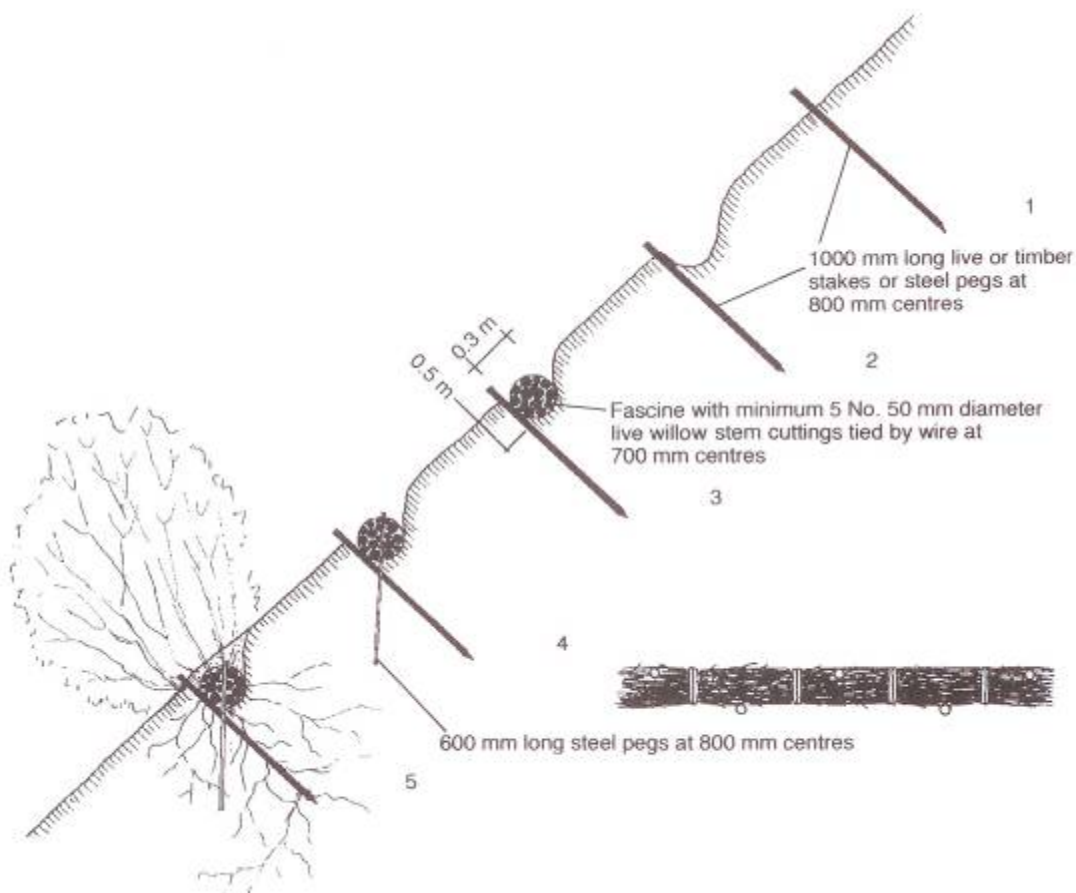 1
1000 mm long live or timber
stakes or steel pegs at
800 mm centres
2
0.3 m
0.5 m
Fascine with minimum 5 No. 50 mm diameter
live willow stem cuttings tied by wire at
700 mm centres
3
4
600 mm long steel pegs at 800 mm centres
5